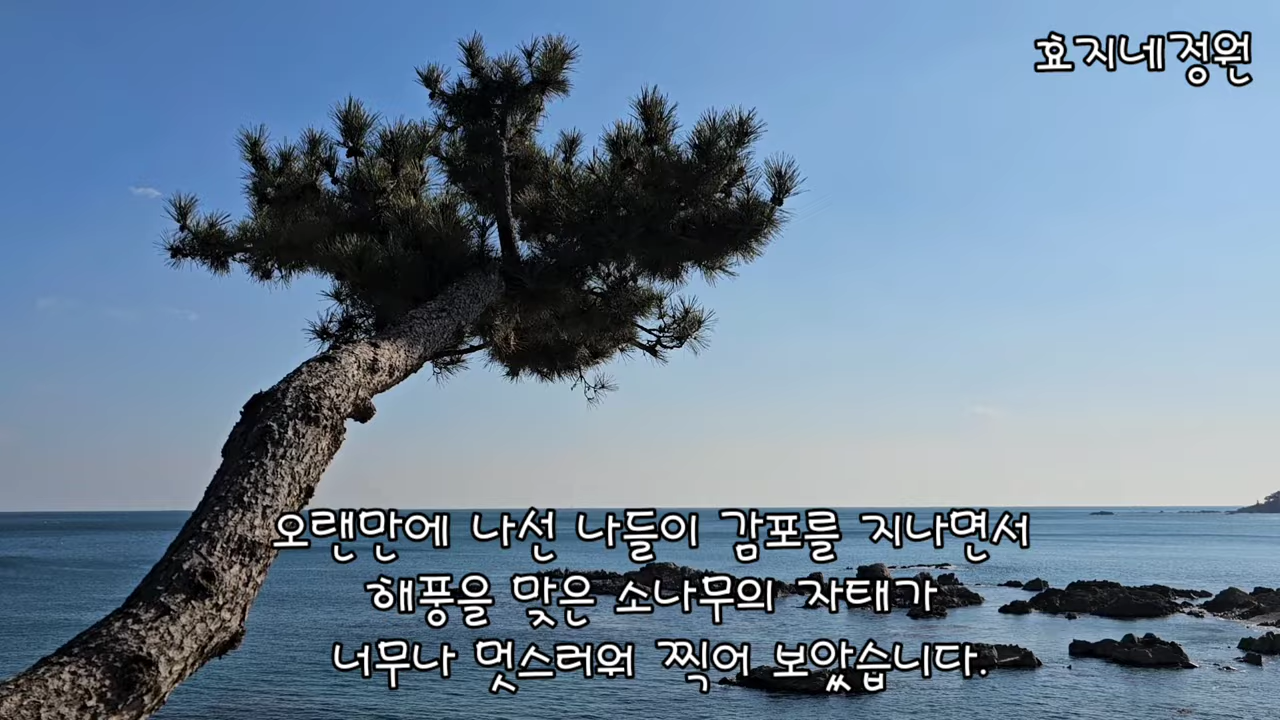 효지네정원
오랜만에 나선 나들이 감포를 지나면서
해풍을 맞은 소나무의 자태가
너무나 멋스러워 찍어 보았습니다.